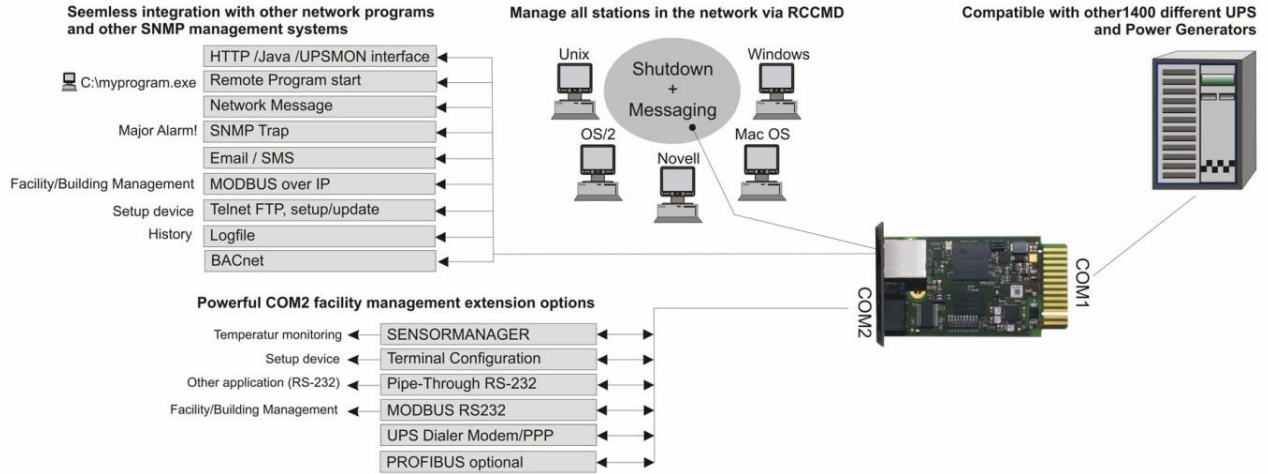 Seemless integration with other network programs
and other SNMP management systems
HTTP /Java /UPSMON interface
C:\myprogram.exe Remote Program start
Network Message
Major Alarm! SNMP Trap
Email / SMS
Facility/Building Management MODBUS over IP
Setup device Telnet FTP, setup/update
History Logfile
BACnet
Manage all stations in the network via RCCMD
Unix
Windows
Shutdown
+
Messaging
OS/2
Mac OS
Novell
Compatible with other1400 different UPS
and Power Generators
COM1
COM2
Powerful COM2 facility management extension options
Temperatur monitoring SENSORMANAGER
Setup device Terminal Configuration
Other application (RS-232) Pipe-Through RS-232
Facility/Building Management MODBUS RS232
UPS Dialer Modem/PPP
PROFIBUS optional